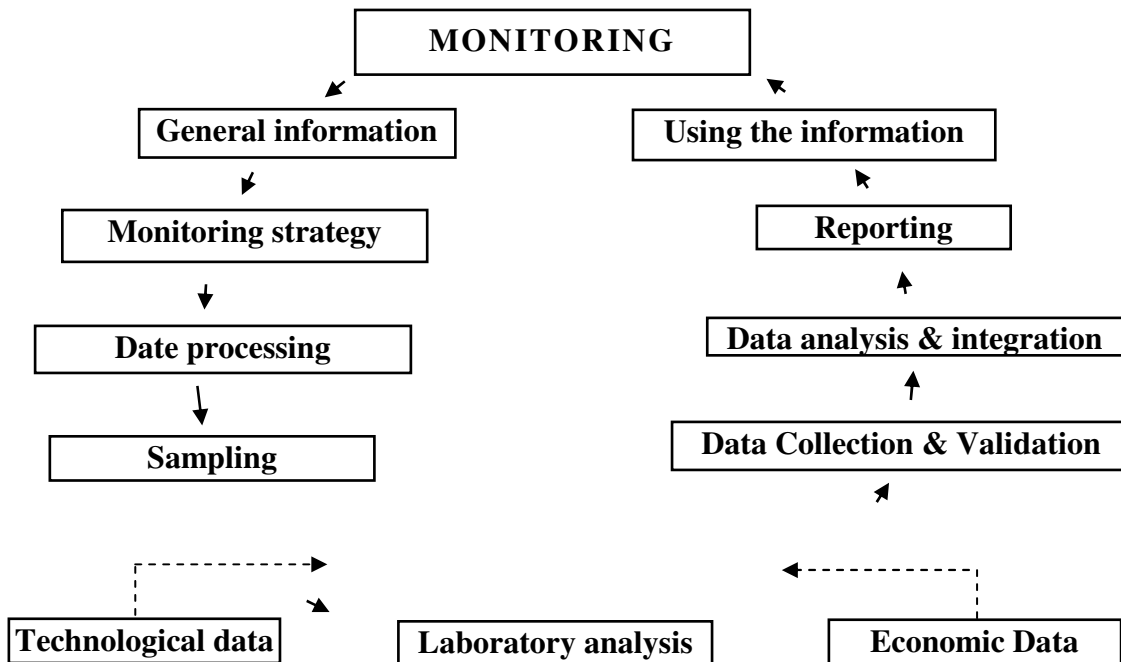 MONITORING
General information
Using the information
Monitoring strategy
Reporting
Date processing
Data analysis & integration
Sampling
Data Collection & Validation
Technological data
Laboratory analysis
Economic Data